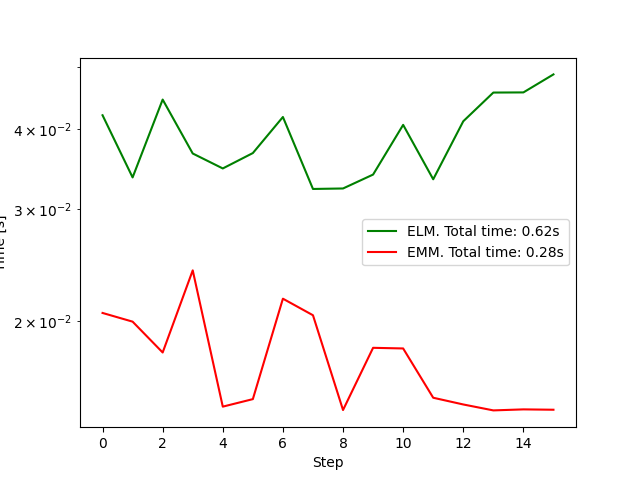 4 × 10⁻²
3 × 10⁻²
2 × 10⁻²
Time [s]
ELM. Total time: 0.62s
EMM. Total time: 0.28s
0 2 4 6 8 10 12 14
Step